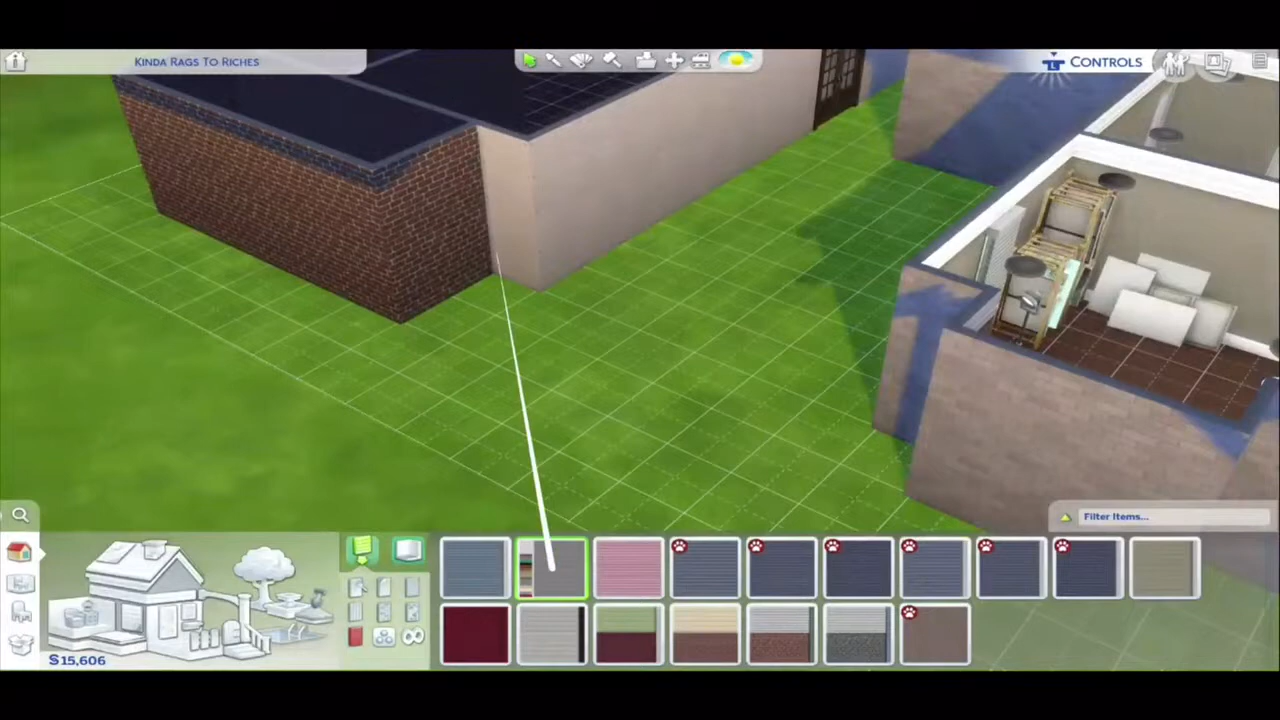 KINDA RAGS TO RICHES
L CONTROLS
Filter Items...
§15,606